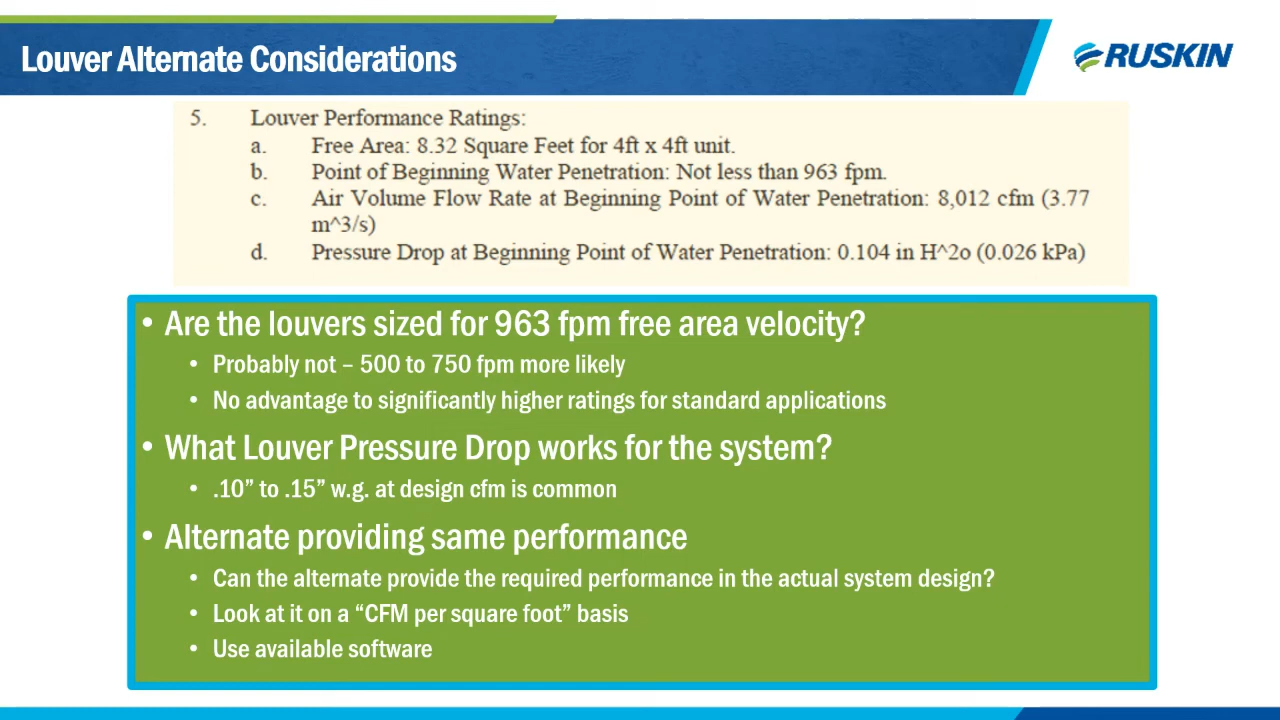 Louver Alternate Considerations
RUSKIN
5. Louver Performance Ratings:
a. Free Area: 8.32 Square Feet for 4ft x 4ft unit.
b. Point of Beginning Water Penetration: Not less than 963 fpm.
c. Air Volume Flow Rate at Beginning Point of Water Penetration: 8,012 cfm (3.77
m^3/s)
d. Pressure Drop at Beginning Point of Water Penetration: 0.104 in H^2o (0.026 kPa)
• Are the louvers sized for 963 fpm free area velocity?
• Probably not – 500 to 750 fpm more likely
• No advantage to significantly higher ratings for standard applications
• What Louver Pressure Drop works for the system?
• .10” to .15” w.g. at design cfm is common
• Alternate providing same performance
• Can the alternate provide the required performance in the actual system design?
• Look at it on a “CFM per square foot” basis
• Use available software